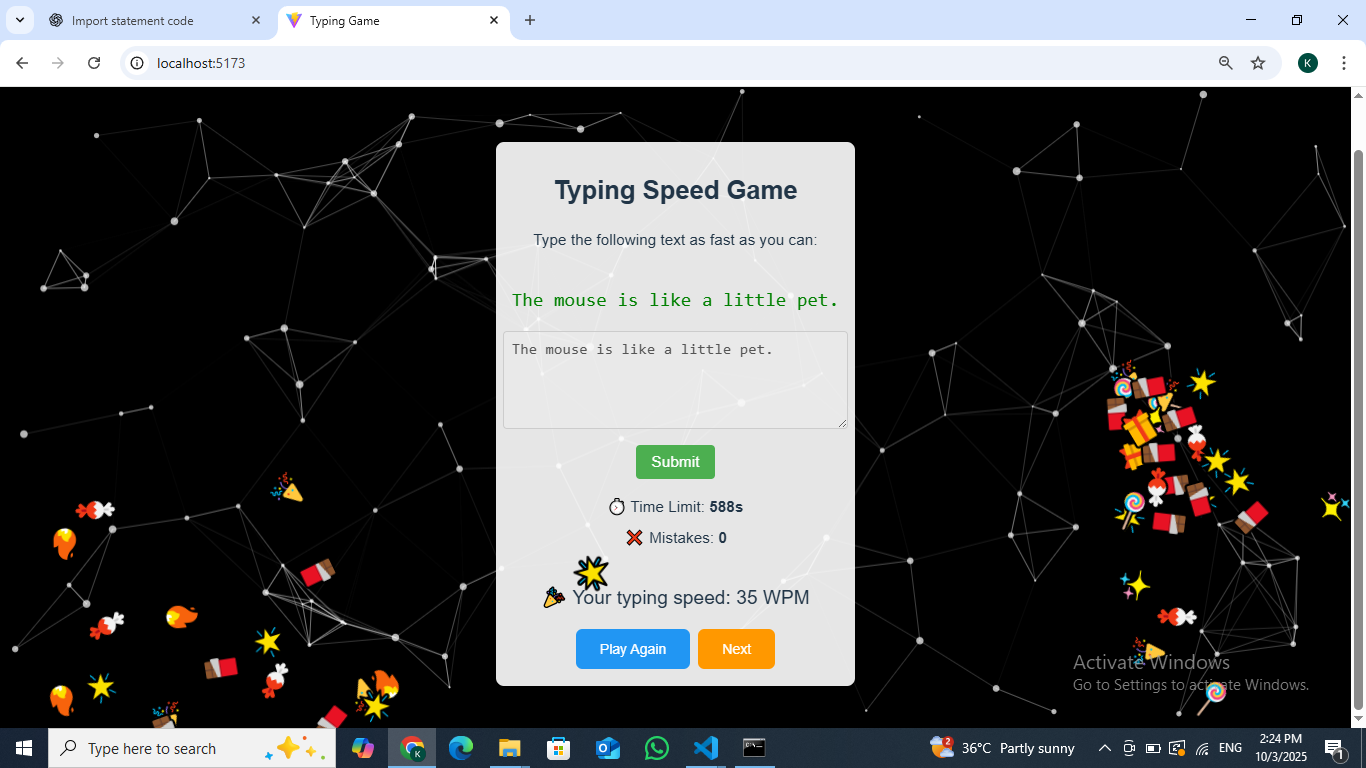 Import statement code
Typing Game
localhost:5173
K
Typing Speed Game
Type the following text as fast as you can:
The mouse is like a little pet.
The mouse is like a little pet.
Submit
Time Limit: 588s
Mistakes: 0
Your typing speed: 35 WPM
Play Again Next
Activate Windows
Go to Settings to activate Windows.
Type here to search
K
2
36°C Partly sunny
ENG
2:24 PM
10/3/2025
1